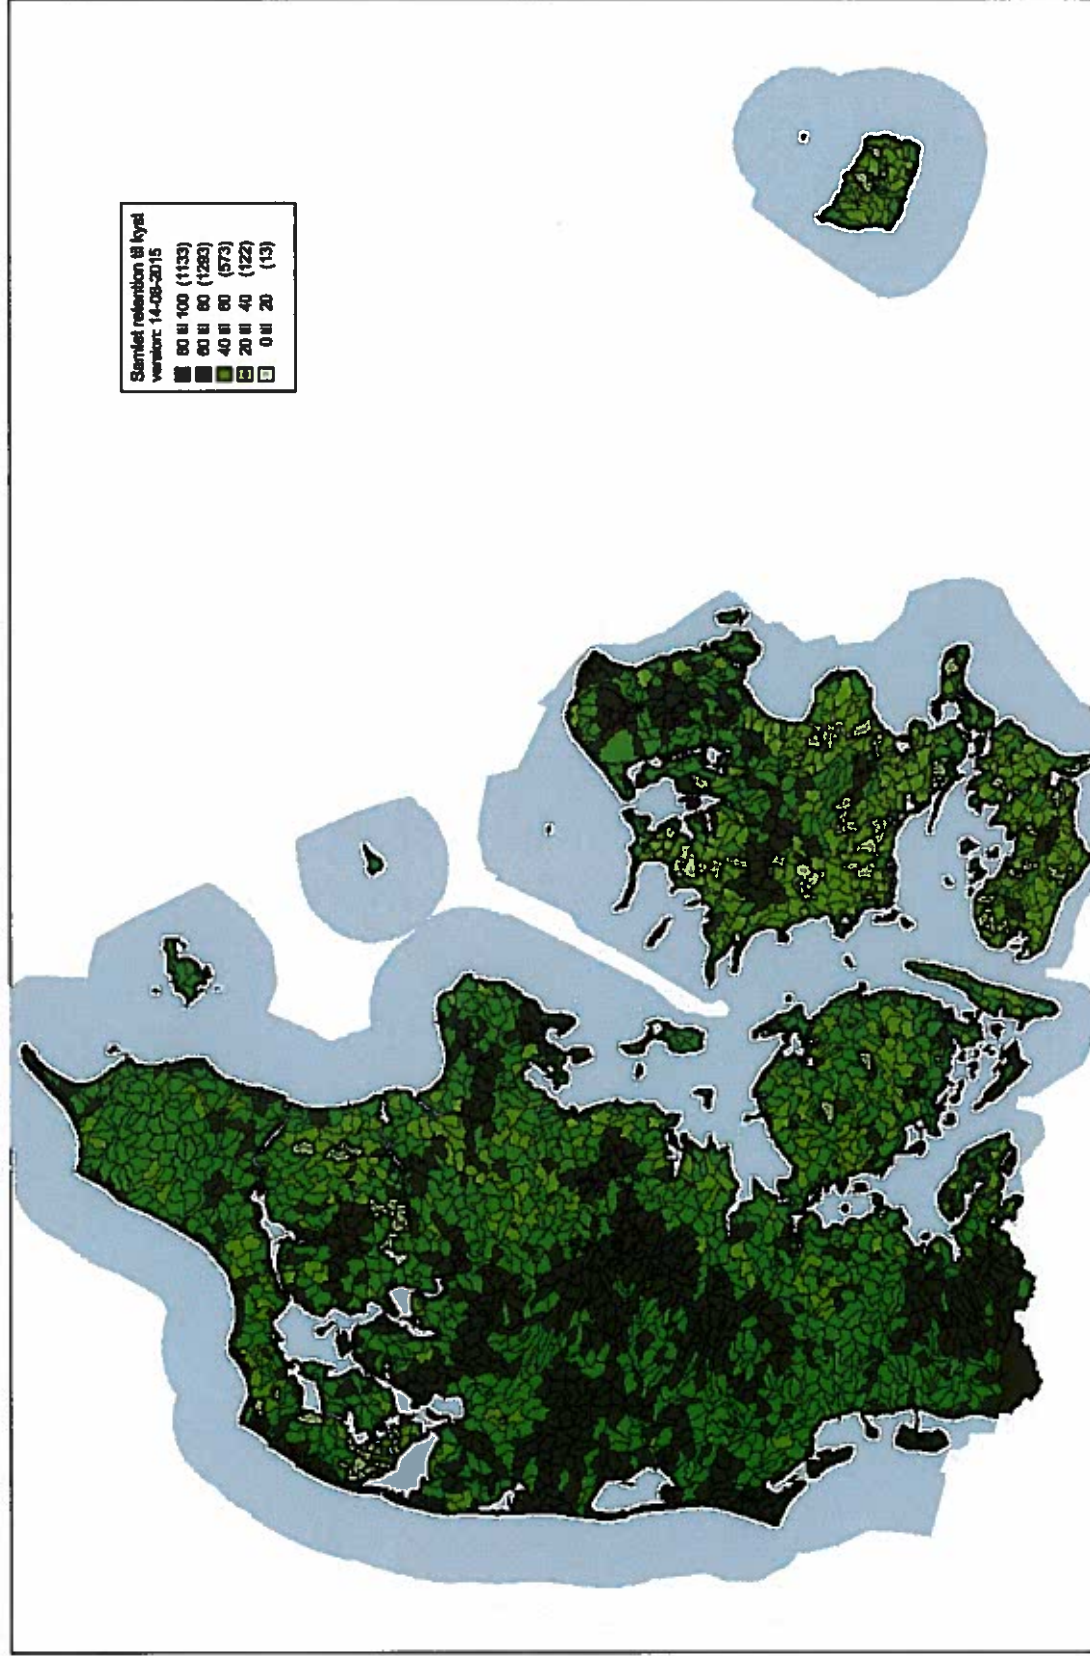 Samlet retention til kyst
version: 14-08-2015
80 til 100 (1133)
60 til 80 (1293)
40 til 60 (573)
20 til 40 (122)
0 til 20 (13)